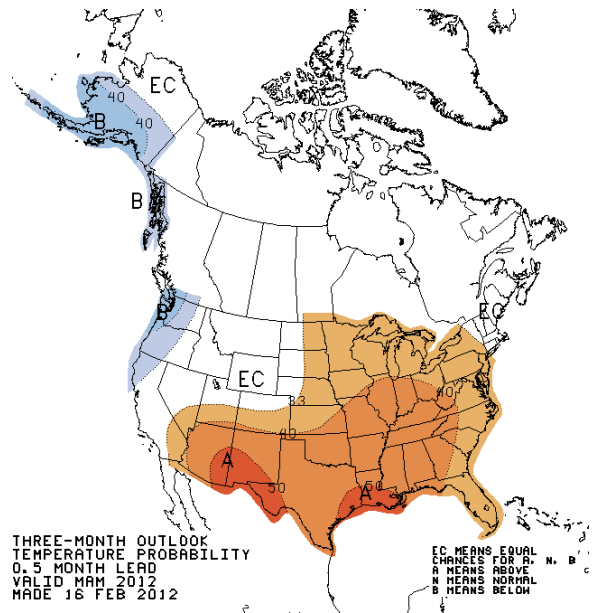 EC
40
B
40
B
B
EC
EC
33
40
40
A
50
A
50
THREE-MONTH OUTLOOK
TEMPERATURE PROBABILITY
0.5 MONTH LEAD
VALID MAM 2012
MADE 16 FEB 2012
EC MEANS EQUAL
CHANCES FOR A, N, B
A MEANS ABOVE
N MEANS NORMAL
B MEANS BELOW